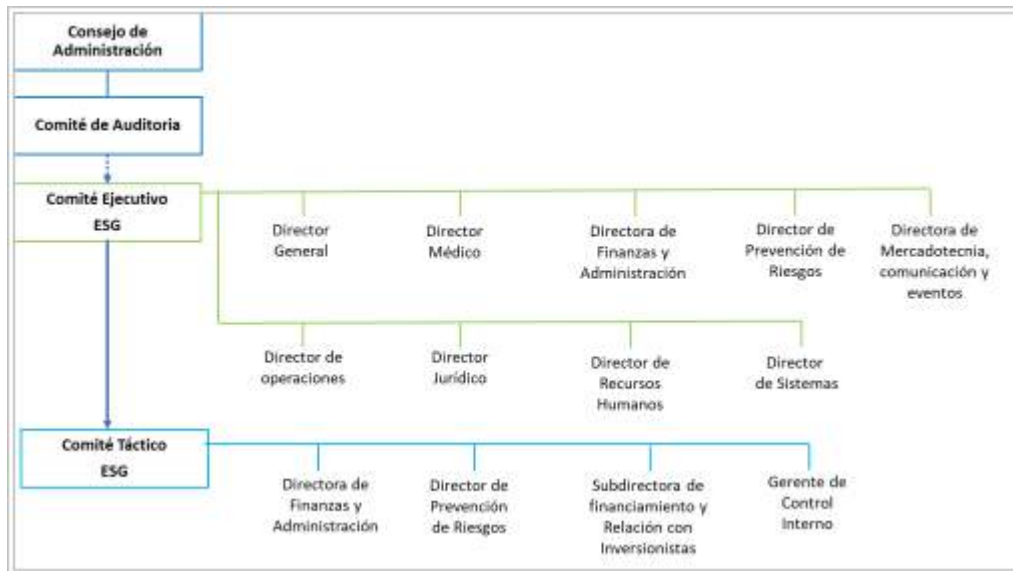 Consejo de
Administración
Comité de Auditoria
Comité Ejecutivo
ESG
Director
General
Director
Médico
Directora de
Finanzas y
Administración
Director de
Prevención de
Riesgos
Directora de
Mercadotecnia,
comunicación y
eventos
Director de
operaciones
Director
Jurídico
Director de
Recursos
Humanos
Director
de Sistemas
Comité Táctico
ESG
Directora de
Finanzas y
Administración
Director de
Prevención
de Riesgos
Subdirectora de
financiamiento y
Relación con
Inversionistas
Gerente de
Control
Interno